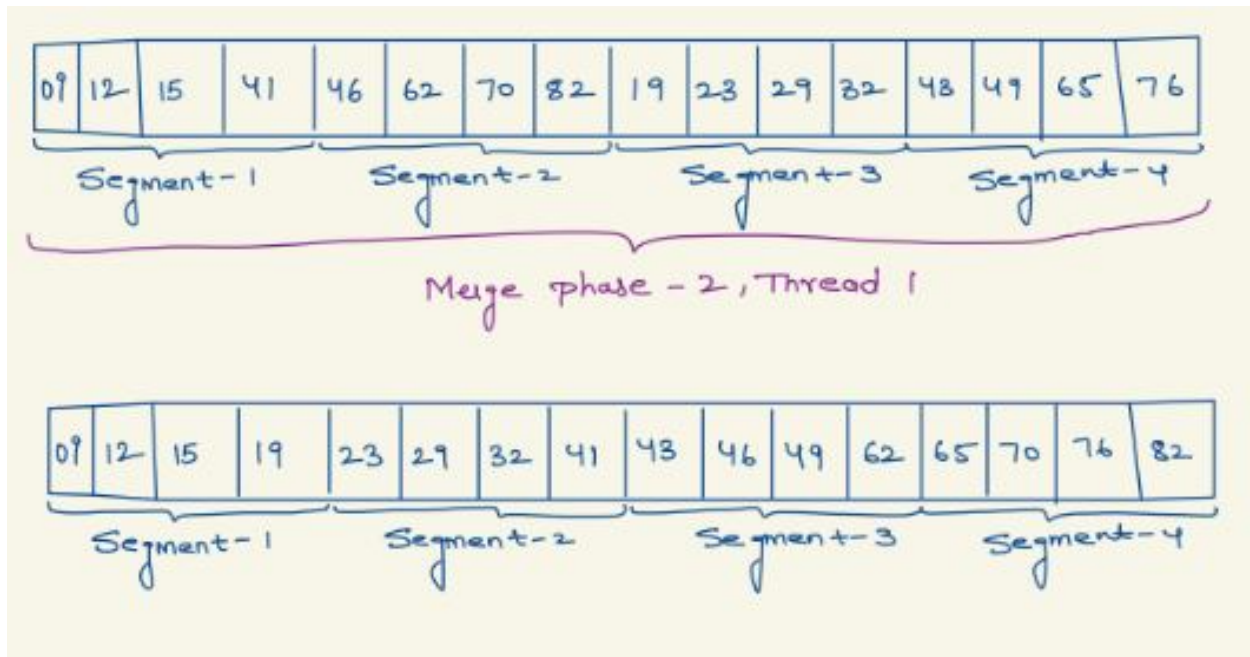 09 12 15 41 46 62 70 82 19 23 29 32 43 49 65 76
Segment-1 Segment-2 Segment-3 Segment-4
Merge phase-2, Thread 1
09 12 15 19 23 29 32 41 43 46 49 62 65 70 76 82
Segment-1 Segment-2 Segment-3 Segment-4